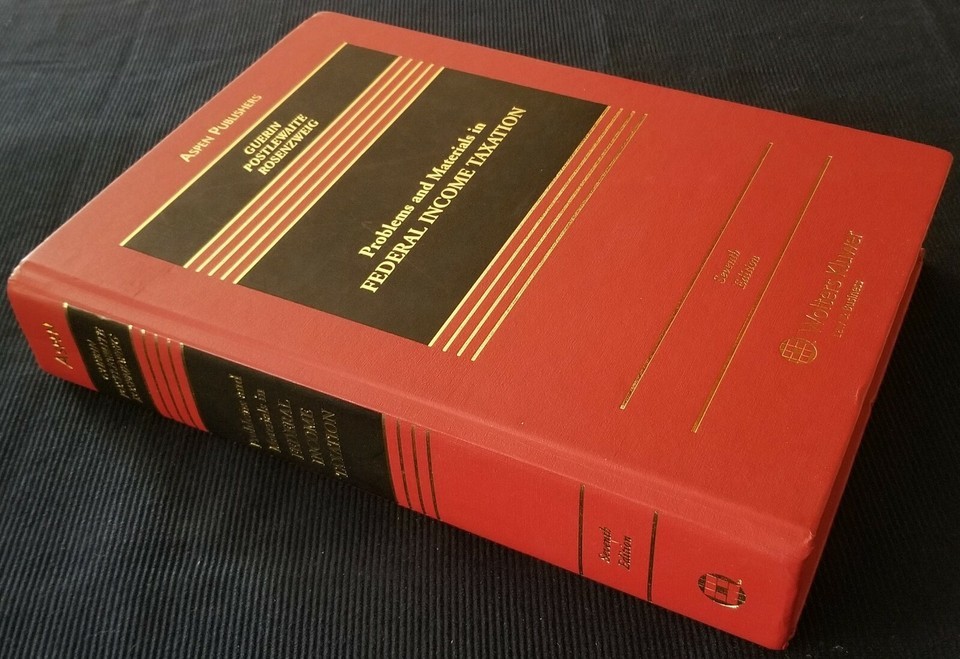 ASPEN PUBLISHERS
GUERIN
POSTLEWAITE
ROSENZWEIG
Problems and Materials in
FEDERAL INCOME TAXATION
Seventh
Edition
Wolters Kluwer
Law & Business
ASPEN
GUERIN
POSTLEWAITE
ROSENZWEIG
Problems and
Materials in
FEDERAL
INCOME
TAXATION
Seventh
Edition